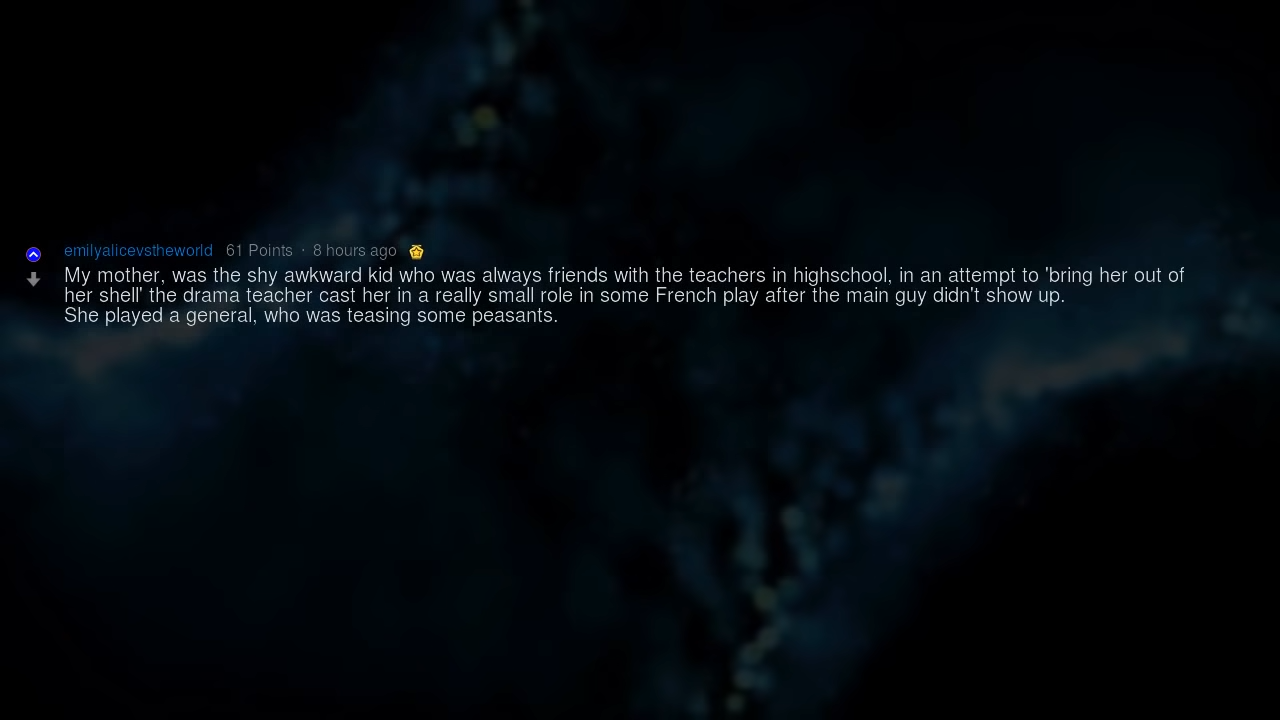 emilyalicevstheworld 61 Points · 8 hours ago
My mother, was the shy awkward kid who was always friends with the teachers in highschool, in an attempt to 'bring her out of
her shell' the drama teacher cast her in a really small role in some French play after the main guy didn't show up.
She played a general, who was teasing some peasants.